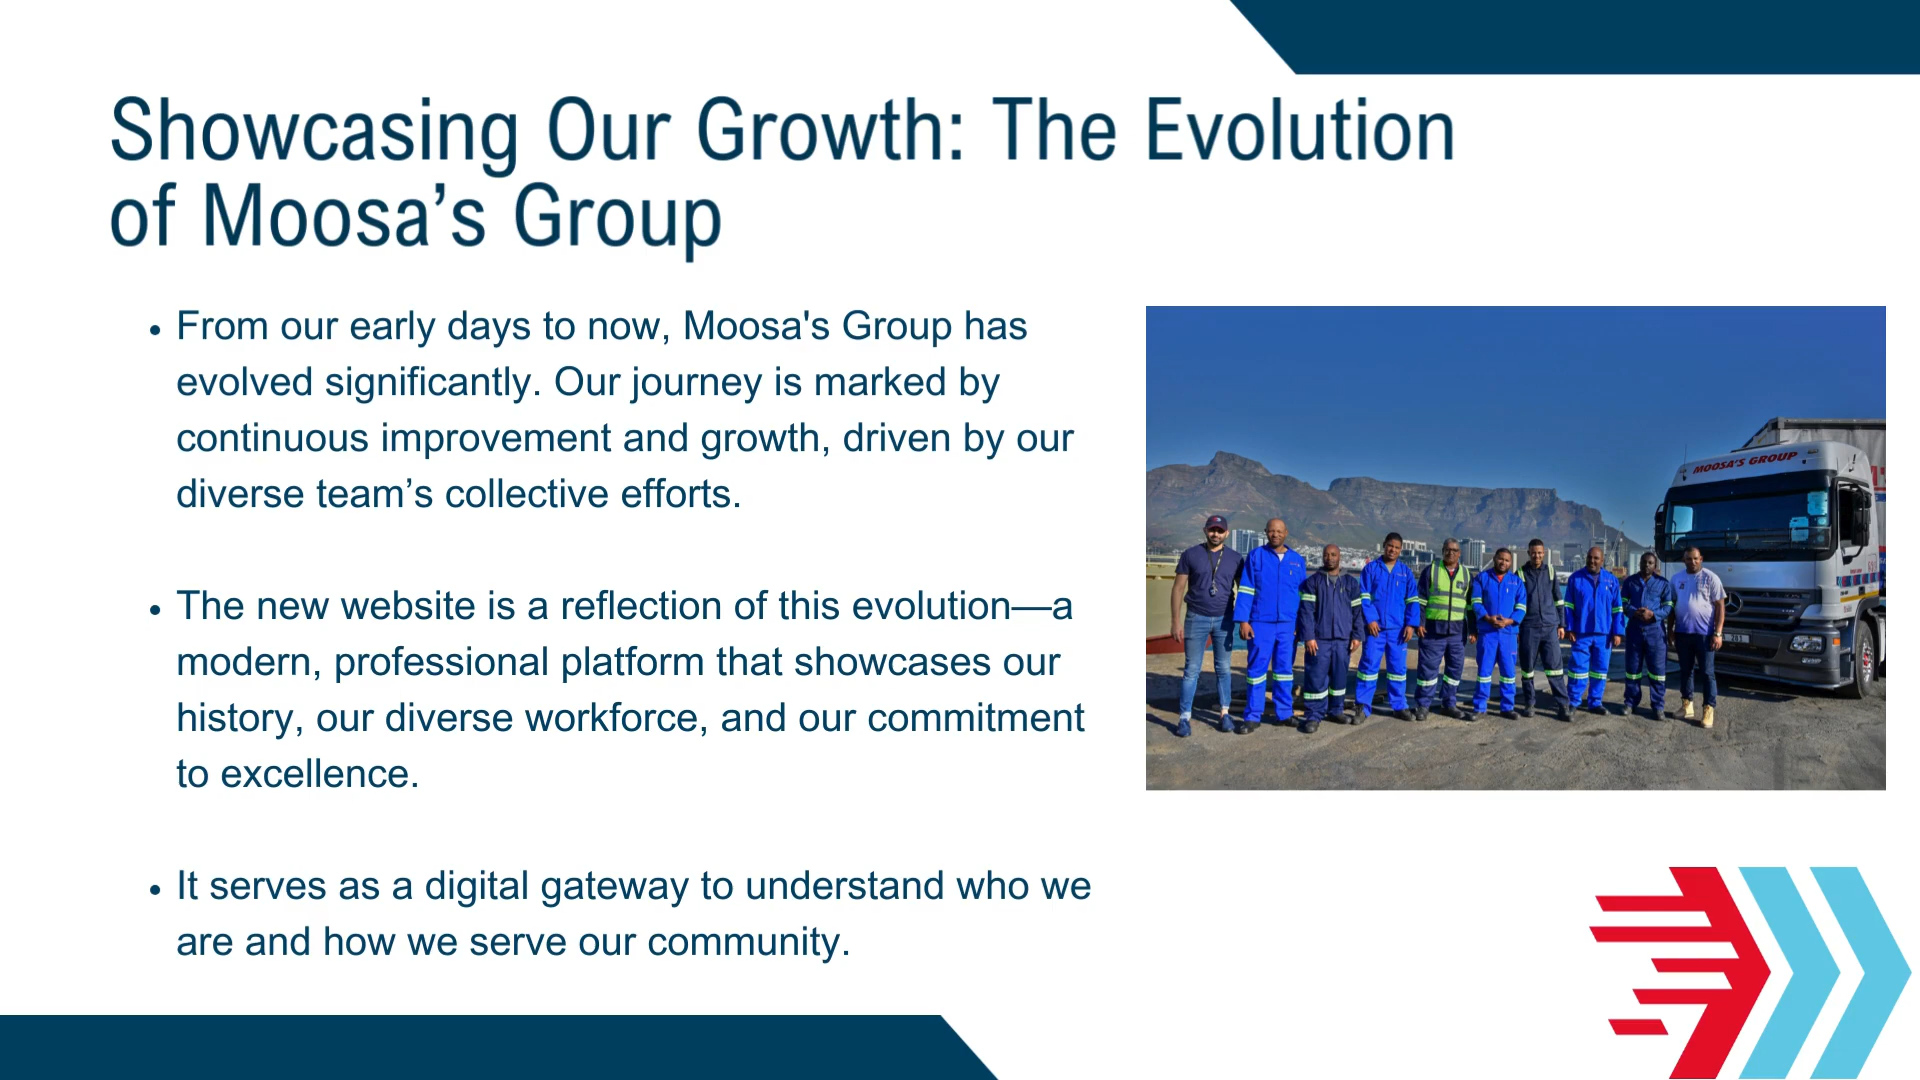 Showcasing Our Growth: The Evolution
of Moosa’s Group
• From our early days to now, Moosa's Group has
evolved significantly. Our journey is marked by
continuous improvement and growth, driven by our
diverse team’s collective efforts.
• The new website is a reflection of this evolution—a
modern, professional platform that showcases our
history, our diverse workforce, and our commitment
to excellence.
• It serves as a digital gateway to understand who we
are and how we serve our community.
MOOSA'S GROUP